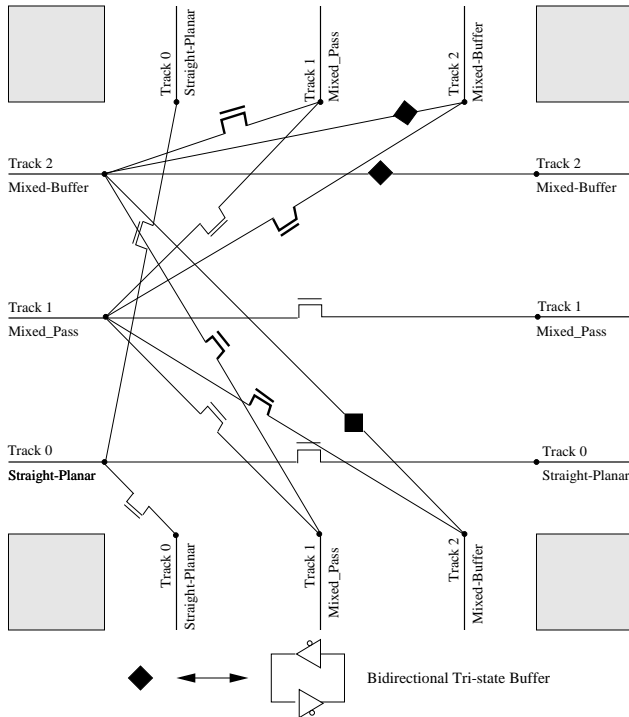 Track 0
Straight-Planar
Track 1
Mixed_Pass
Track 2
Mixed-Buffer
Track 2
Mixed-Buffer
Track 2
Mixed-Buffer
Track 1
Mixed_Pass
Track 1
Mixed_Pass
Track 0
Straight-Planar
Track 0
Straight-Planar
Track 0
Straight-Planar
Track 1
Mixed_Pass
Track 2
Mixed-Buffer
Bidirectional Tri-state Buffer